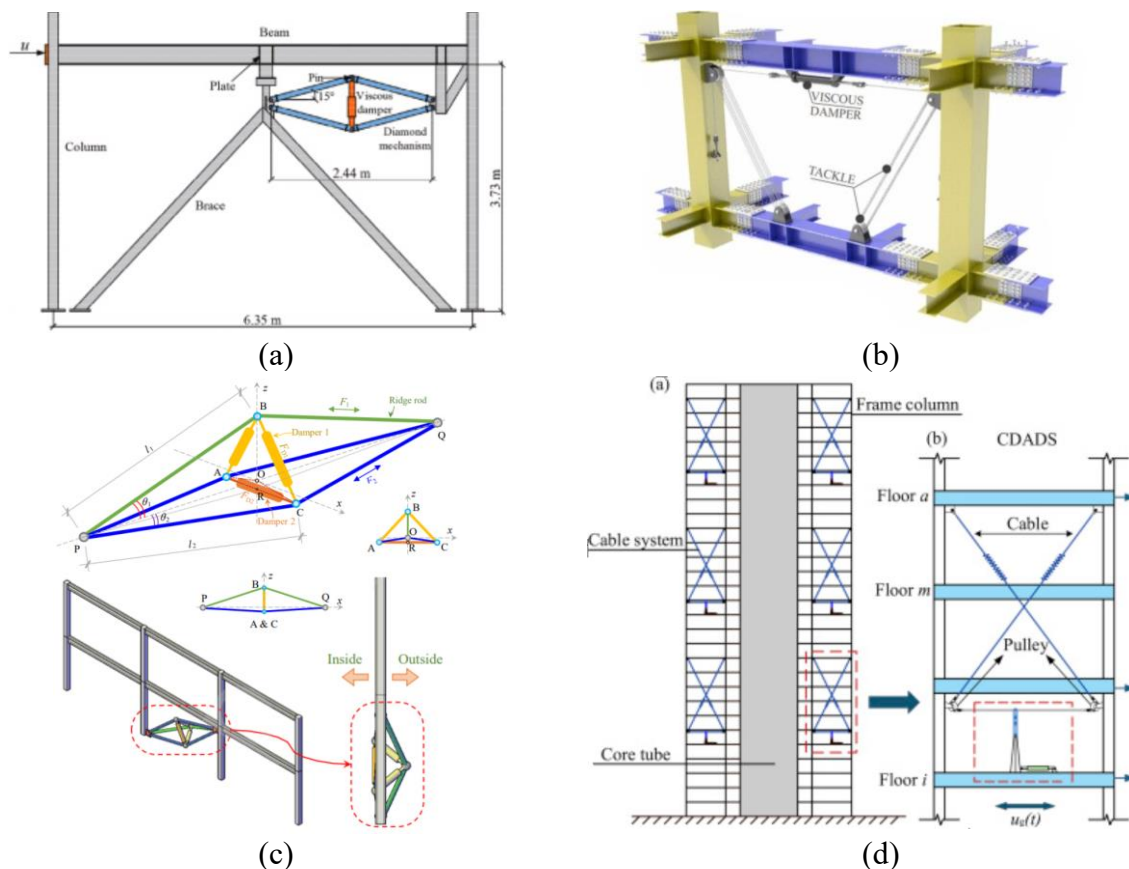 Beam
u
Plate
Pin
15°
Viscous
damper
Diamond
mechanism
Column
2.44 m
Brace
3.73 m
6.35 m
(a)
VISCOUS
DAMPER
TACKLE
(b)
z
B
F₁
Ridge rod
Damper 1
Q
l₁
A
O
R
F₂
θ₁
θ₂
Damper 2
C
x
P
l₂
z
B
A
O
R
C
x
z
B
P
Q
x
A & C
Inside
Outside
(c)
(a)
Frame column
(b)
CDADS
Floor a
Cable
Cable system
Floor m
Pulley
Core tube
Floor i
(d)